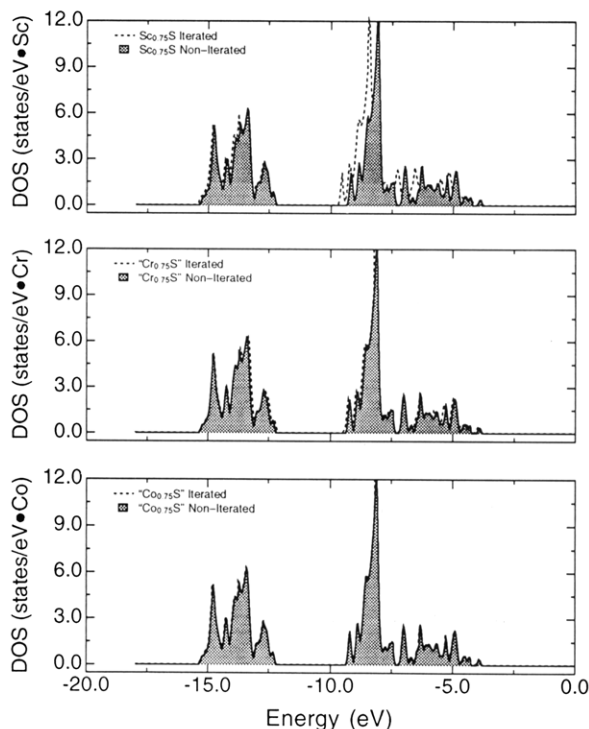 DOS (states/eV•Sc)
12.0
9.0
6.0
3.0
0.0
Sc₀.₇₅S Iterated
Sc₀.₇₅S Non-Iterated
DOS (states/eV•Cr)
12.0
9.0
6.0
3.0
0.0
"Cr₀.₇₅S" Iterated
"Cr₀.₇₅S" Non-Iterated
DOS (states/eV•Co)
12.0
9.0
6.0
3.0
0.0
"Co₀.₇₅S" Iterated
"Co₀.₇₅S" Non-Iterated
-20.0 -15.0 -10.0 -5.0 0.0
Energy (eV)